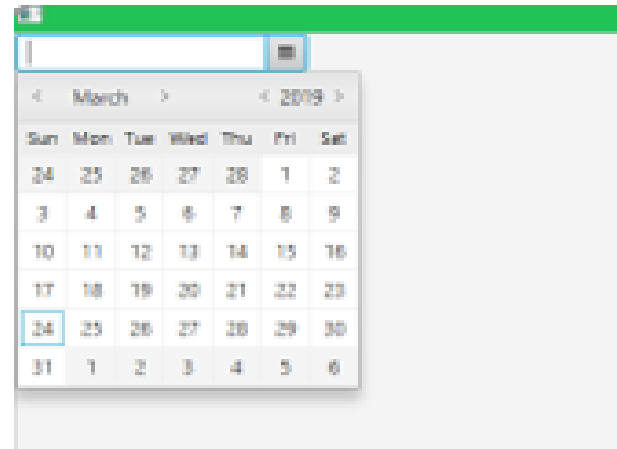 < March > < 2019 >
Sun Mon Tue Wed Thu Fri Sat
24 25 26 27 28 1 2
3 4 5 6 7 8 9
10 11 12 13 14 15 16
17 18 19 20 21 22 23
24 25 26 27 28 29 30
31 1 2 3 4 5 6